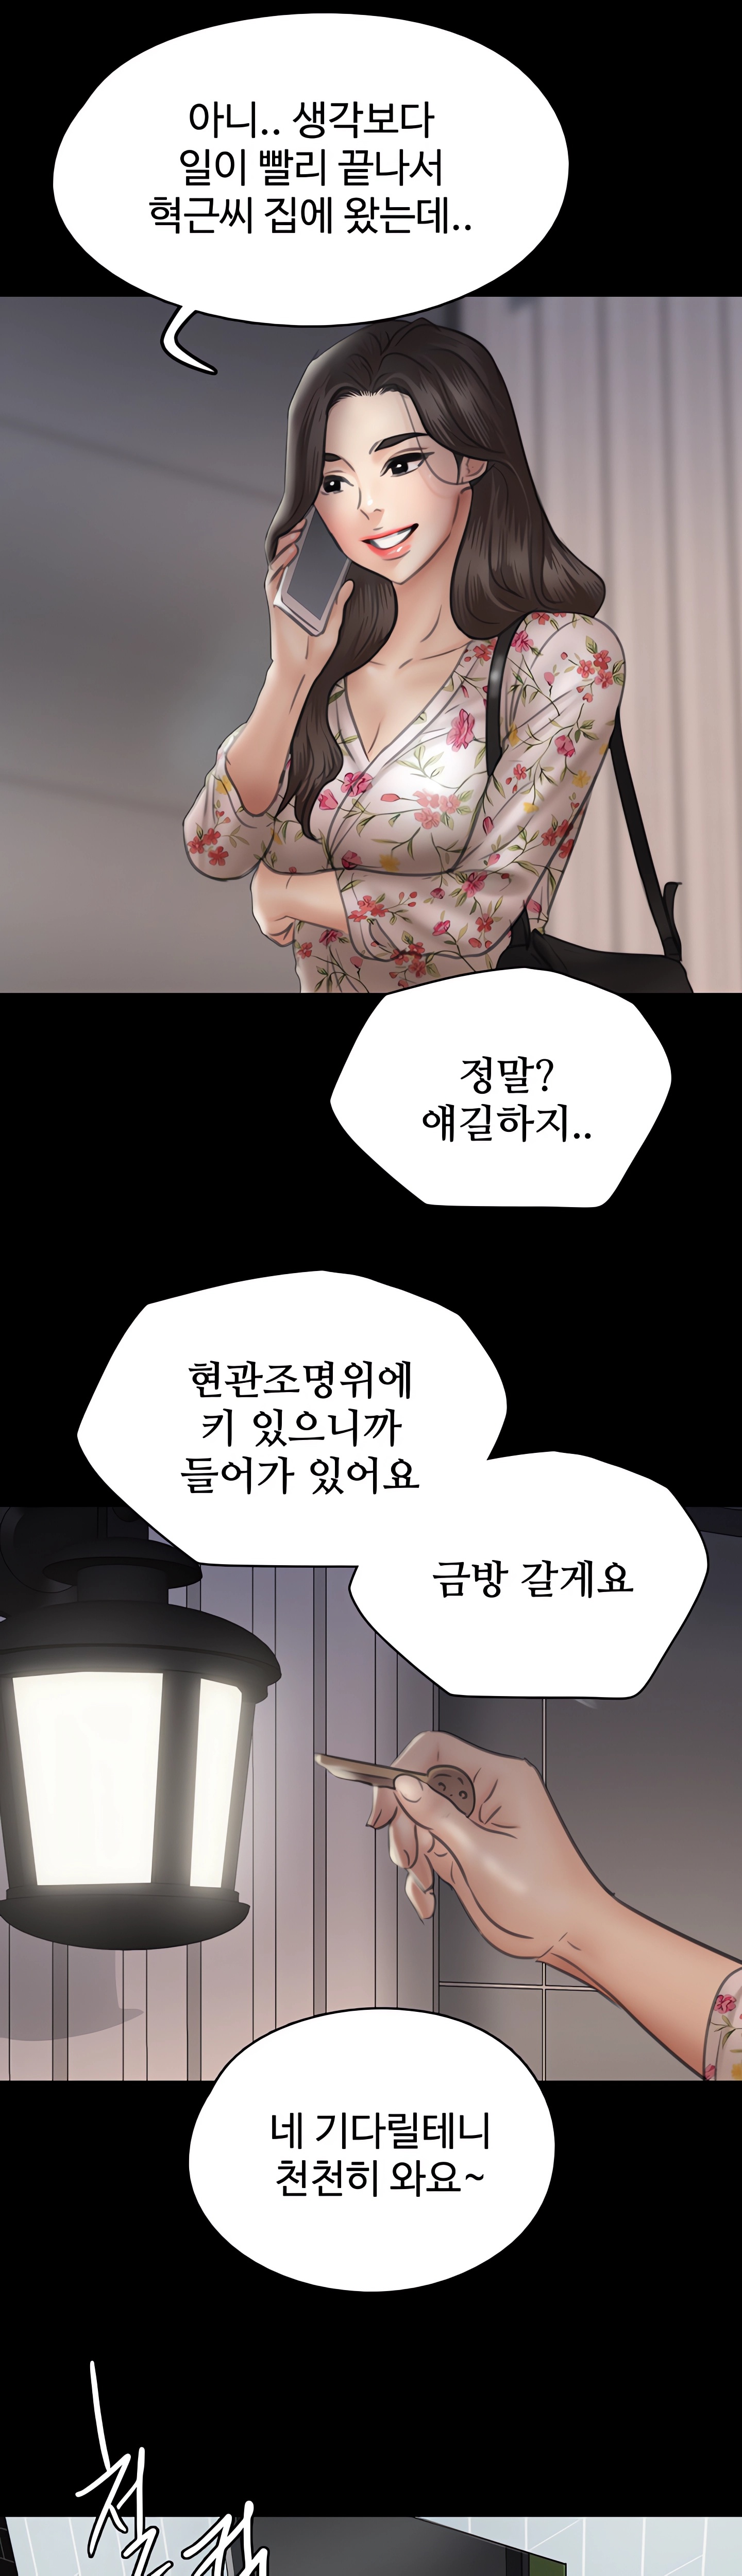 아니.. 생각보다
일이 빨리 끝나서
혁근씨 집에 왔는데..
정말?
얘길하지..
현관조명위에
키 있으니까
들어가 있어요
금방 갈게요
네 기다릴테니
천천히 와요~